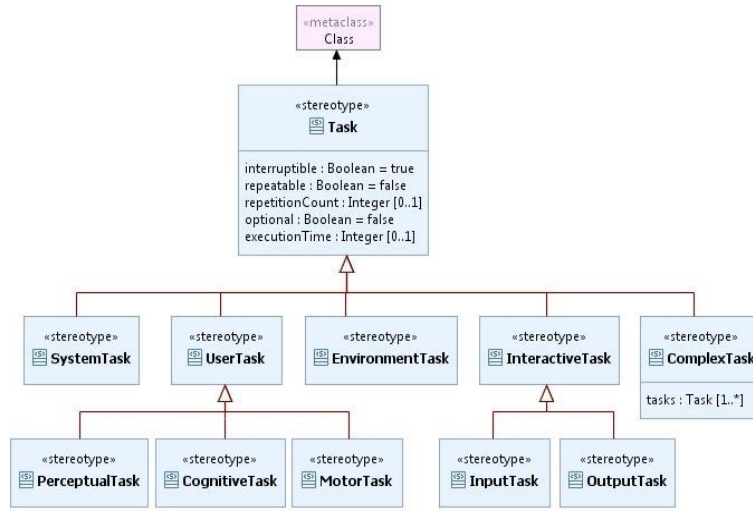 «metaclass»
Class
«stereotype»
Task
interruptible : Boolean = true
repeatable : Boolean = false
repetitionCount : Integer [0..1]
optional : Boolean = false
executionTime : Integer [0..1]
«stereotype»
SystemTask
«stereotype»
UserTask
«stereotype»
EnvironmentTask
«stereotype»
InteractiveTask
«stereotype»
ComplexTask
tasks : Task [1..*]
«stereotype»
PerceptualTask
«stereotype»
CognitiveTask
«stereotype»
MotorTask
«stereotype»
InputTask
«stereotype»
OutputTask